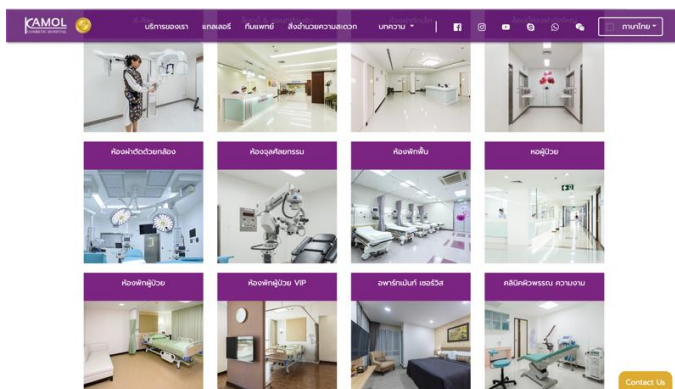 KAMOL
COSMETIC HOSPITAL
บริการของเรา แกลเลอรี่ ทีมแพทย์ สิ่งอำนวยความสะดวก บทความ ภาษาไทย
ห้องผ่าตัดด้วยกล้อง ห้องจุลศัลยกรรม ห้องพักฟื้น หอผู้ป่วย
ห้องพักผู้ป่วย ห้องพักผู้ป่วย VIP อพาร์ทเม้นท์ เซอร์วิส คลินิคผิวพรรณ ความงาม
Contact Us